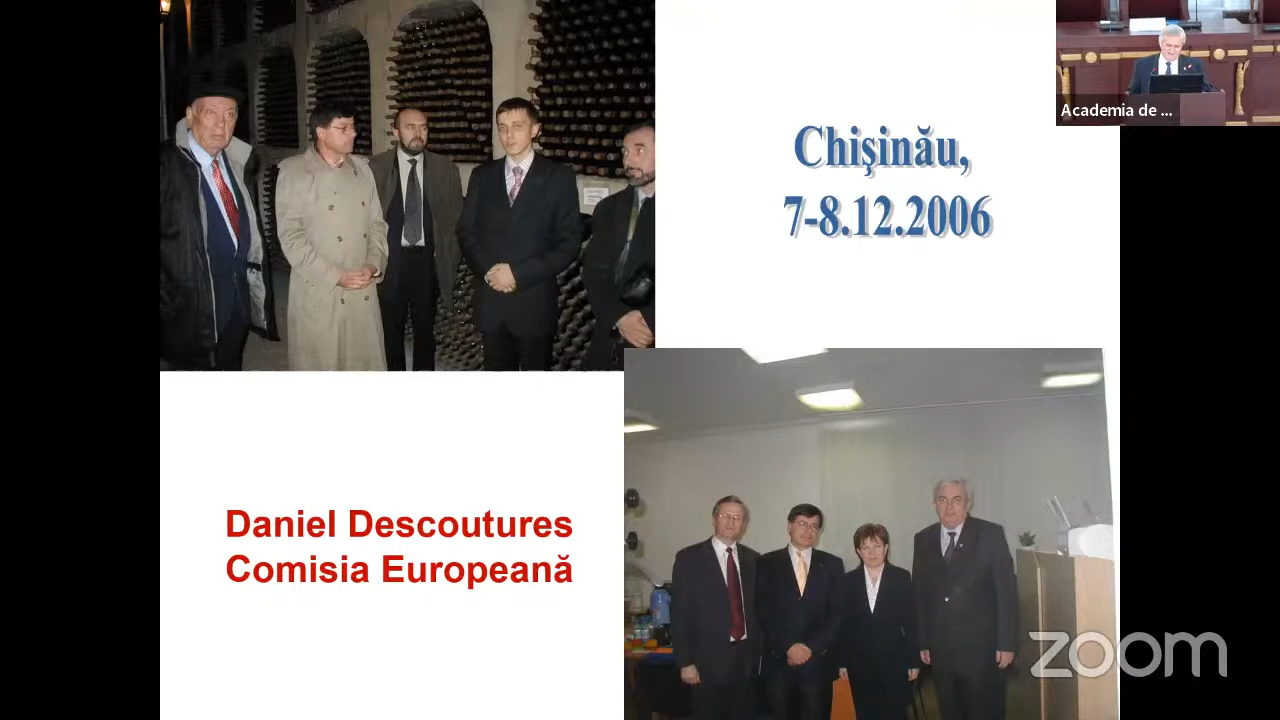 Academia de ...
Chişinău,
7-8.12.2006
Daniel Descoutures
Comisia Europeană
zoom